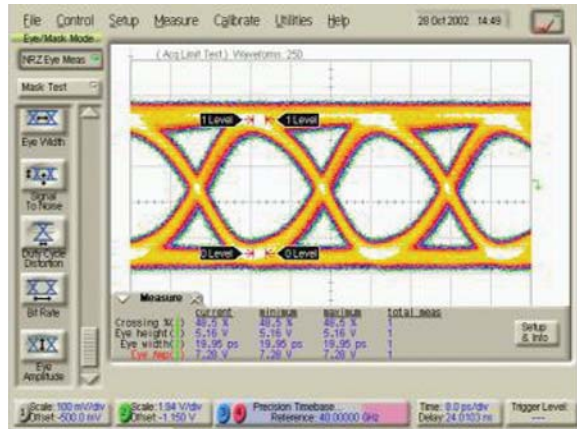 File Control Setup Measure Calibrate Utilities Help 28 Oct 2002 14:49
Eye/Mask Mode
NRZ Eye Meas
( Acq Limit Test ) Waveforms: 250
Mask Test
1 Level 1 Level
Eye Width
Signal
To Noise
Duty Cycle
Distortion
0 Level 0 Level
Bit Rate
Measure
current minimum maximum total meas
Crossing %( ) 48.5 % 48.5 % 48.5 % 1
Eye height( ) 5.16 V 5.16 V 5.16 V 1
Eye width( ) 19.95 ps 19.95 ps 19.95 ps 1
Eye Amp( ) 7.28 V 7.28 V 7.28 V 1
Setup
& Info
Eye
Amplitude
1 Scale: 100 mV/div
Offset:-500.0 mV
2 Scale: 1.84 V/div
Offset:-1.150 V
3 4
Precision Timebase...
Reference: 40.00000 GHz
Time: 8.0 ps/div
Delay: 24.0103 ns
Trigger Level:
---